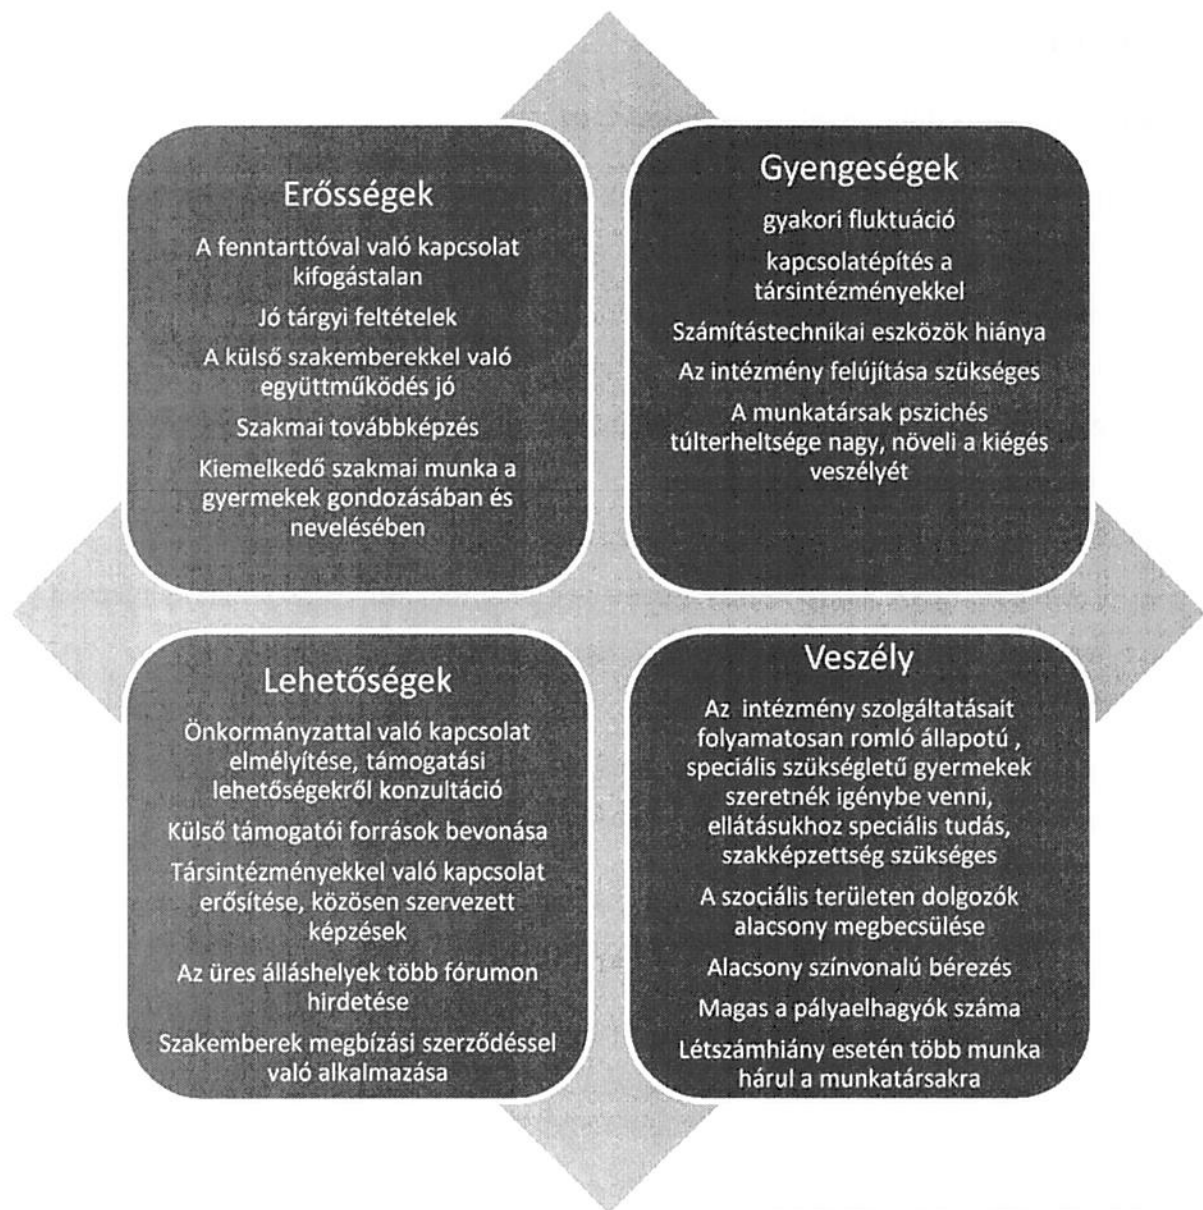 Erősségek
A fenntarttóval való kapcsolat
kifogástalan
Jó tárgyi feltételek
A külső szakemberekkel való
együttműködés jó
Szakmai továbbképzés
Kiemelkedő szakmai munka a
gyermekek gondozásában és
nevelésében
Gyengeségek
gyakori fluktuáció
kapcsolatépítés a
társintézményekkel
Számítástechnikai eszközök hiánya
Az intézmény felújítása szükséges
A munkatársak pszichés
túlterheltsége nagy, növeli a kiégés
veszélyét
Lehetőségek
Önkormányzattal való kapcsolat
elmélyítése, támogatási
lehetőségekről konzultáció
Külső támogatói források bevonása
Társintézményekkel való kapcsolat
erősítése, közösen szervezett
képzések
Az üres álláshelyek több fórumon
hirdetése
Szakemberek megbízási szerződéssel
való alkalmazása
Veszély
Az intézmény szolgáltatásait
folyamatosan romló állapotú ,
speciális szükségletű gyermekek
szeretnék igénybe venni,
ellátásukhoz speciális tudás,
szakképzettség szükséges
A szociális területen dolgozók
alacsony megbecsülése
Alacsony színvonalú bérezés
Magas a pályaelhagyók száma
Létszámhiány esetén több munka
hárul a munkatársakra